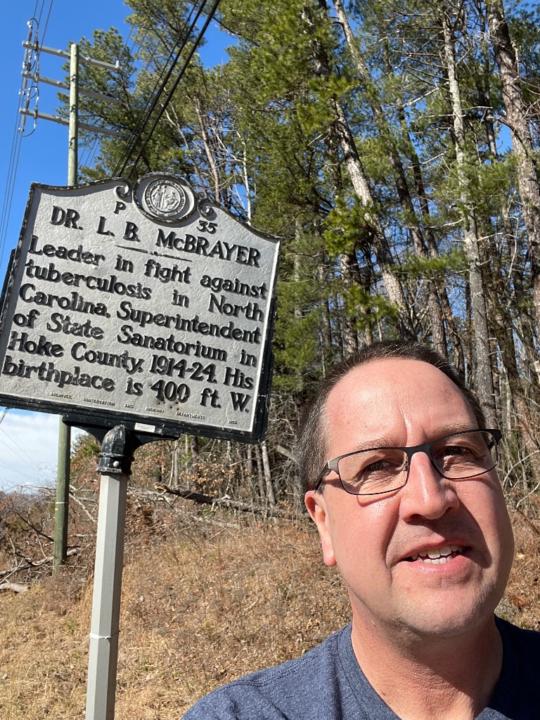 P 55
DR. L. B. McBRAYER
Leader in fight against
tuberculosis in North
Carolina. Superintendent
of State Sanatorium in
Hoke County, 1914-24. His
birthplace is 400 ft. W.